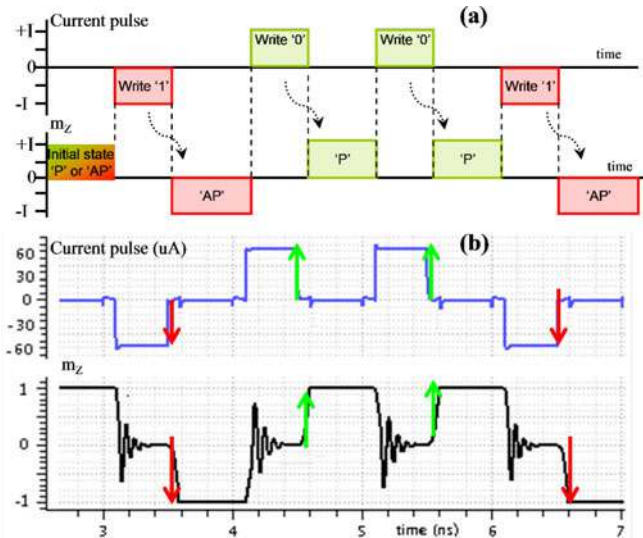 Current pulse (a)
+I
Write '0' Write '0'
0 time
Write '1' Write '1'
-I
mZ
+I
Initial state
'P' or 'AP' 'P' 'P' time
0
'AP' 'AP'
-I
Current pulse (uA) (b)
60
30
0
-30
-60
mZ
1
0
-1
3 4 5 time (ns) 6 7